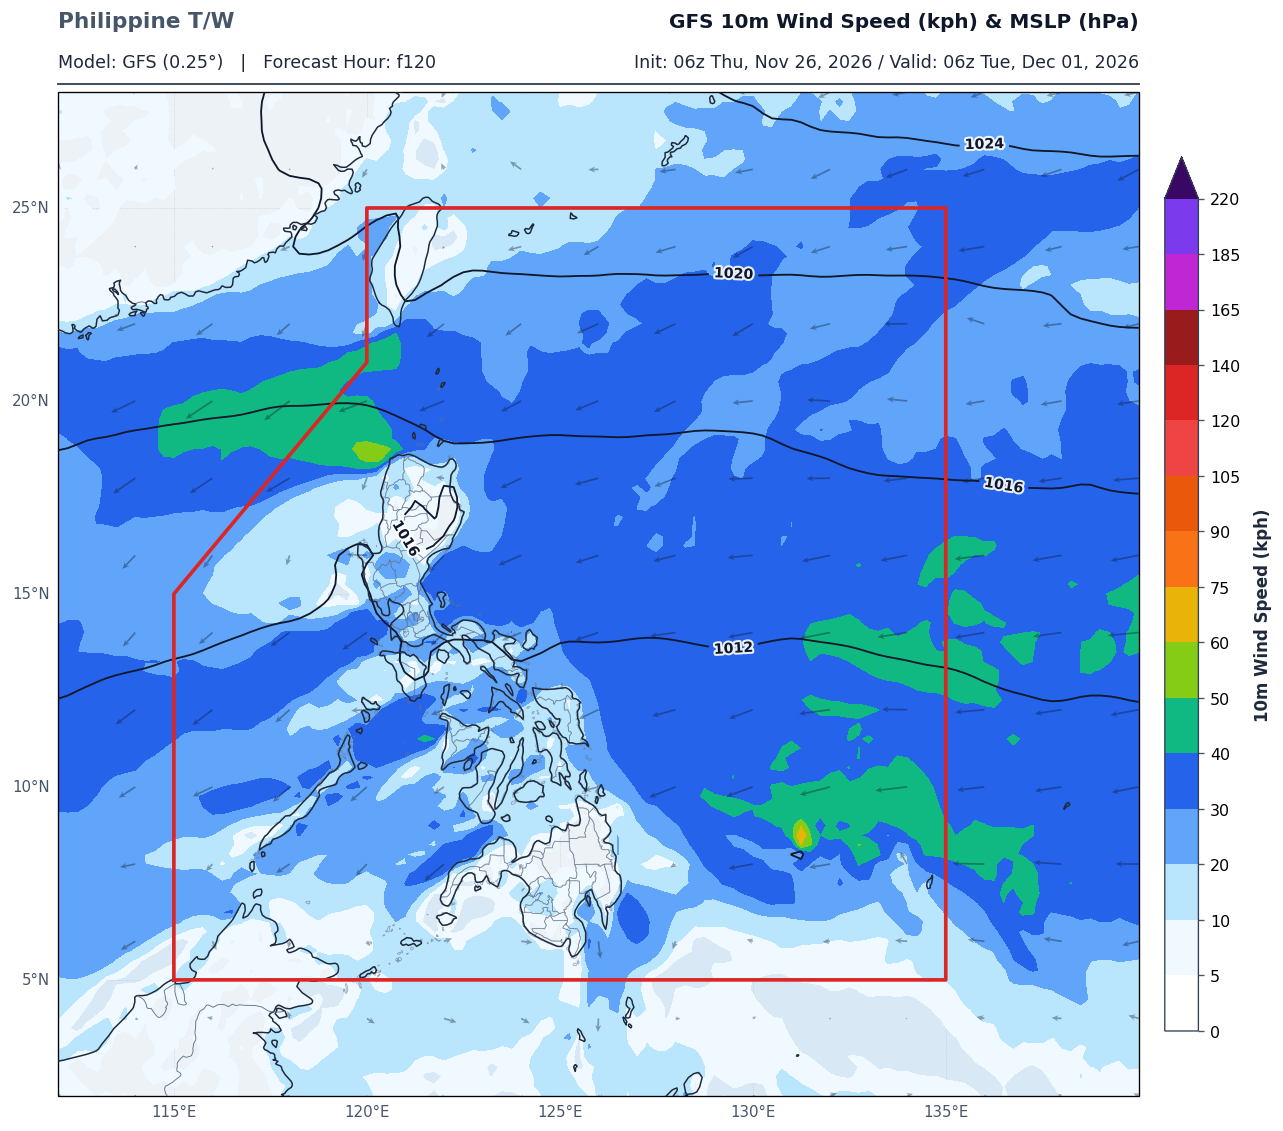 Philippine T/W
GFS 10m Wind Speed (kph) & MSLP (hPa)
Model: GFS (0.25°)   |   Forecast Hour: f120
Init: 06z Thu, Nov 26, 2026 / Valid: 06z Tue, Dec 01, 2026
1024
1020
1016
1016
1012
25°N
20°N
15°N
10°N
5°N
115°E
120°E
125°E
130°E
135°E
220
185
165
140
120
105
90
75
60
50
40
30
20
10
5
0
10m Wind Speed (kph)